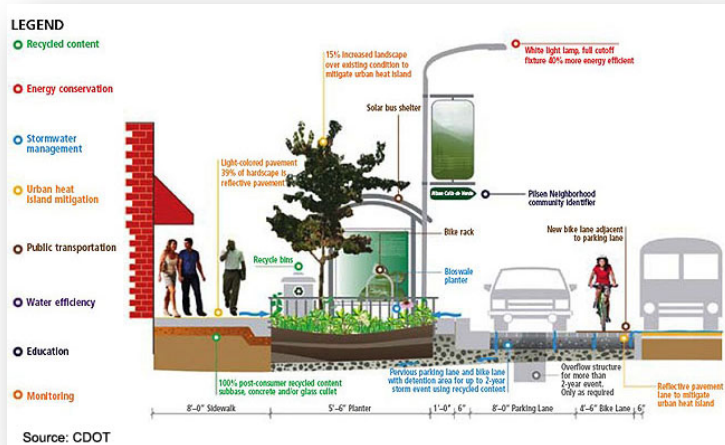 LEGEND
Recycled content
Energy conservation
Stormwater
management
Urban heat
Island mitigation
Public transportation
Water efficiency
Education
Monitoring
15% increased landscape
over existing condition to
mitigate urban heat island
White light lamp, full cutoff
fixture 40% more energy efficient
Solar bus shelter
Light-colored pavement
39% of hardscape is
reflective pavement
Pilsen Neighborhood
community identifier
Bike rack
New bike lane adjacent
to parking lane
Recycle bins
Bioswale
planter
100% post-consumer recycled content
subbase, concrete and/or glass cullet
Pervious parking lane and bike lane
with detention area for up to 2-year
storm event using recycled content
Overflow structure
for more than
2-year event.
Only as required
Reflective pavement
lane to mitigate
urban heat island
8'-0" Sidewalk
5'-6" Planter
1'-0"
6"
8'-0" Parking Lane
4'-6" Bike Lane
6"
Source: CDOT